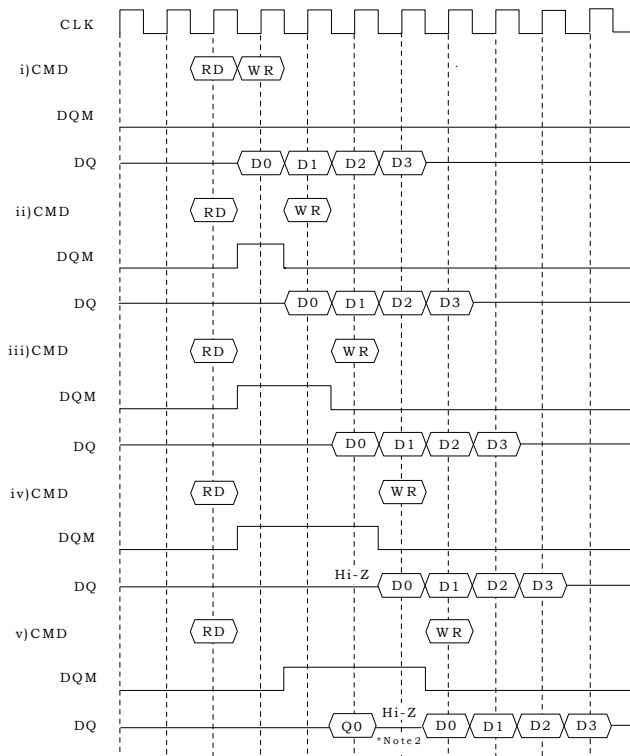 CLK
i)CMD RD WR
DQM
DQ D0 D1 D2 D3
ii)CMD RD WR
DQM
DQ D0 D1 D2 D3
iii)CMD RD WR
DQM
DQ D0 D1 D2 D3
iv)CMD RD WR
DQM
Hi-Z
DQ D0 D1 D2 D3
v)CMD RD WR
DQM
Hi-Z
DQ Q0 D0 D1 D2 D3
*Note2